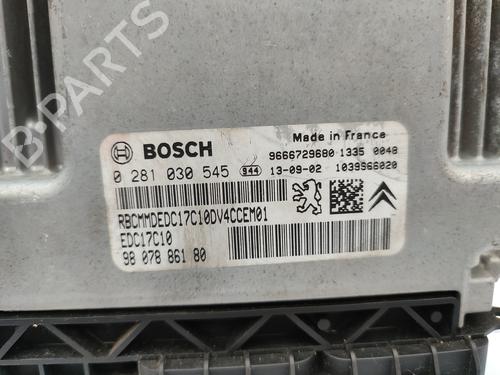 B-PARTS
Made in France
BOSCH
9666729680 1335 0048
0 281 030 545 944 13-09-02 1039966020
RBCMMDEDC17C10DV4CCEM01
EDC17C10
98 078 861 80